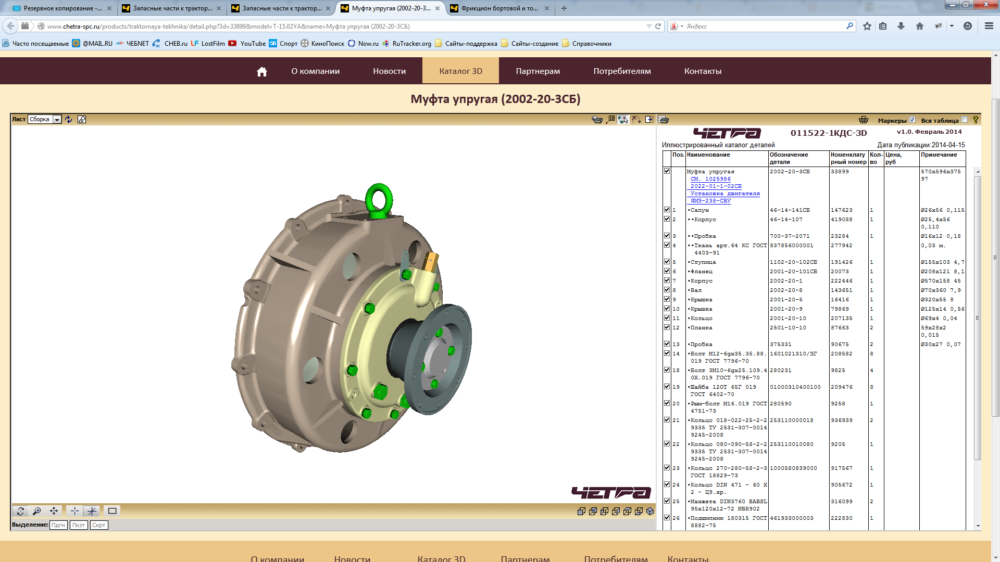 Резервное копирование -...
Запасные части к трактор...
Запасные части к трактор...
Муфта упругая (2002-20-3...
Фрикцион бортовой и то...
www.chetra-spc.ru/products/traktornaya-tekhnika/detail.php?3d=33899&model=T-15.02YA&name=Муфта упругая (2002-20-3СБ)
Яндекс
Часто посещаемые @MAIL.RU ЧЕБNET CHEB.ru LostFilm YouTube Спорт КиноПоиск Now.ru RuTracker.org Сайты-поддержка Сайты-создание Справочники
О компании Новости Каталог 3D Партнерам Потребителям Контакты
Муфта упругая (2002-20-3СБ)
Лист Сборка
Маркеры Вся таблица
ЧЕТРА 011522-1КДС-3D v1.0. Февраль 2014
Иллюстрированный каталог деталей Дата публикации:2014-04-15
Поз. Наименование Обозначение детали Номенклату рный номер Кол-во Цена, руб Примечание
Муфта упругая 2002-20-3СБ 33899 570x596x375
СМ. 1025986 97
2022-01-1-02СБ
Установка двигателя
ЯМЗ-238-СВУ
1 •Сапун 46-14-141СБ 147623 1 Ø26x56 0,115
2 ••Корпус 46-14-107 419088 1 Ø25,4x56
0,110
3 ••Пробка 700-37-2071 23284 1 Ø16x12 0,18
4 ••Ткань арт.64 КС ГОСТ 837856000001 277942 0,03 м.
4403-91
5 •Ступица 1102-20-102СБ 191426 1 Ø155x103 4,7
6 •Фланец 2001-20-101СБ 20073 1 Ø208x121 8,1
7 •Корпус 2002-20-1 222446 1 Ø570x158 45
8 •Вал 2002-20-8 143651 1 Ø70x360 7,9
9 •Крышка 2001-20-5 16416 1 Ø320x55 8
10 •Крышка 2001-20-9 79869 1 Ø125x14 0,56
11 •Кольцо 2001-20-10 207135 1 Ø69x4 0,04
12 •Планка 2501-10-10 87663 2 59x28x2
0,015
13 •Пробка 375331 90675 2 Ø30x27 0,07
14 •Болт М12-6gx35.35.88. 1601021310/ЗГ 208582 8
019 ГОСТ 7796-70
18 •Болт 3М10-6gx25.109.4 280231 9825 4
0Х.019 ГОСТ 7796-70
19 •Шайба 12ОТ 65Г 019 01000310400100 209476 8
ГОСТ 6402-70
20 •Рым-болт М16.019 ГОСТ 280590 9258 1
4751-73
21 •Кольцо 018-022-25-2-2 253110000018 936939 2
9335 ТУ 2531-307-0014
9245-2008
22 •Кольцо 080-090-58-2-2 253110010080 9205 1
9335 ТУ 2531-307-0014
9245-2008
23 •Кольцо 270-280-58-2-3 1000580839000 917567 1
ГОСТ 18829-73
24 •Кольцо DIN 471 - 60 X 905672 1
2 - Ц9.хр.
25 •Манжета DIN3760 BABSL 316099 2
95x120x12-72 NBR902
26 •Подшипник 180315 ГОСТ 461933000003 222830 1
8882-75
ЧЕТРА
Выделение: Пдгн Пкзт Скрт
О компании Новости Каталог 3D Партнерам Потребителям Контакты